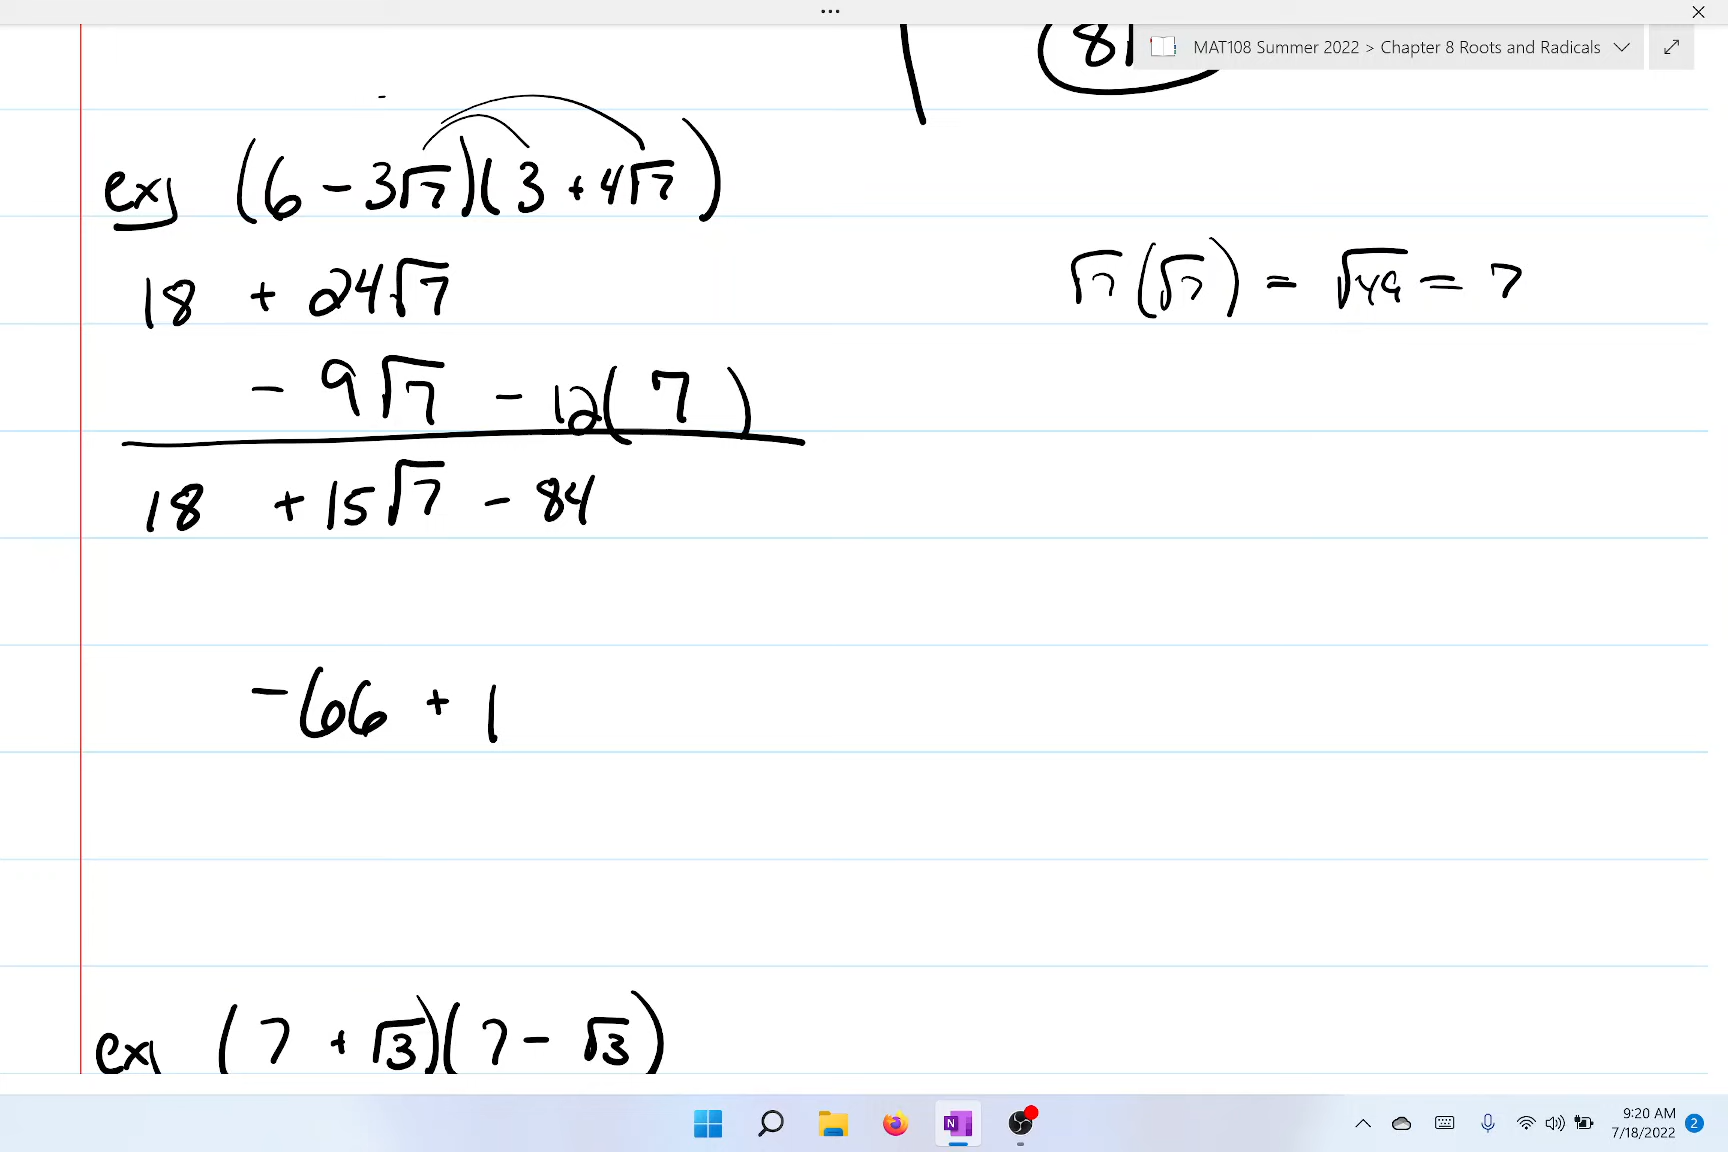 81
MAT108 Summer 2022 > Chapter 8 Roots and Radicals
ex) (6 - 3√7)(3 + 4√7)
√7(√7) = √49 = 7
18 + 24√7
- 9√7 - 12(7)
18 + 15√7 - 84
-66 + 1
ex) (7 + √3)(7 - √3)
9:20 AM
7/18/2022
2